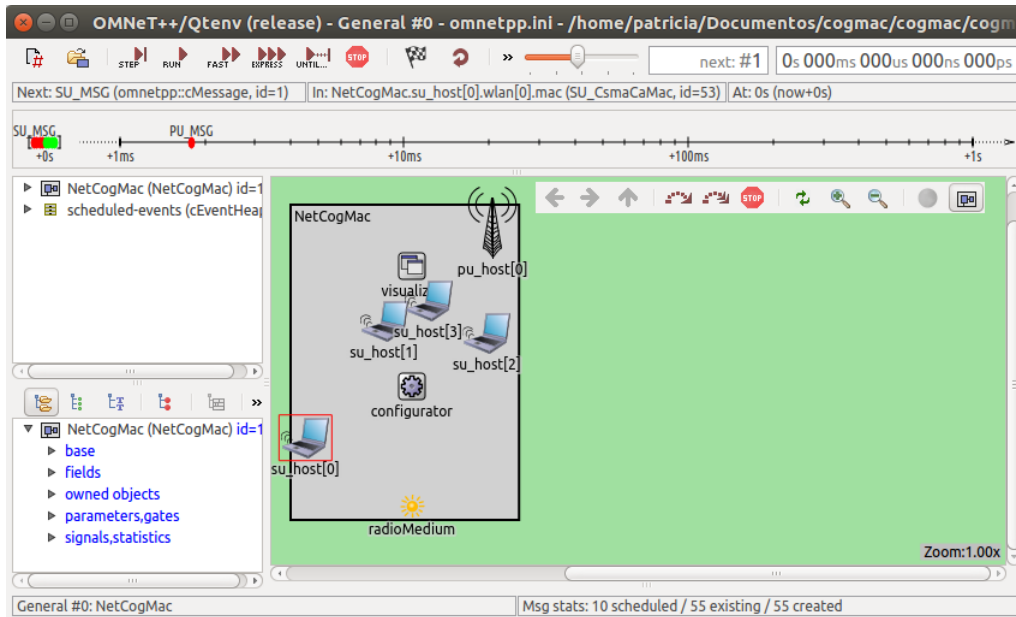 OMNeT++/Qtenv (release) - General #0 - omnetpp.ini - /home/patricia/Documentos/cogmac/cogmac/cogm
STEP RUN FAST EXPRESS UNTIL... STOP » next: #1 0s 000ms 000us 000ns 000ps
Next: SU_MSG (omnetpp::cMessage, id=1) In: NetCogMac.su_host[0].wlan[0].mac (SU_CsmaCaMac, id=53) At: 0s (now+0s)
SU_MSG PU_MSG
+0s +1ms +10ms +100ms +1s
NetCogMac (NetCogMac) id=1
scheduled-events (cEventHea
STOP
NetCogMac
pu_host[0]
visualiz
su_host[3]
su_host[1]
su_host[2]
configurator
su_host[0]
radioMedium
Zoom:1.00x
»
NetCogMac (NetCogMac) id=1
base
fields
owned objects
parameters,gates
signals,statistics
General #0: NetCogMac
Msg stats: 10 scheduled / 55 existing / 55 created